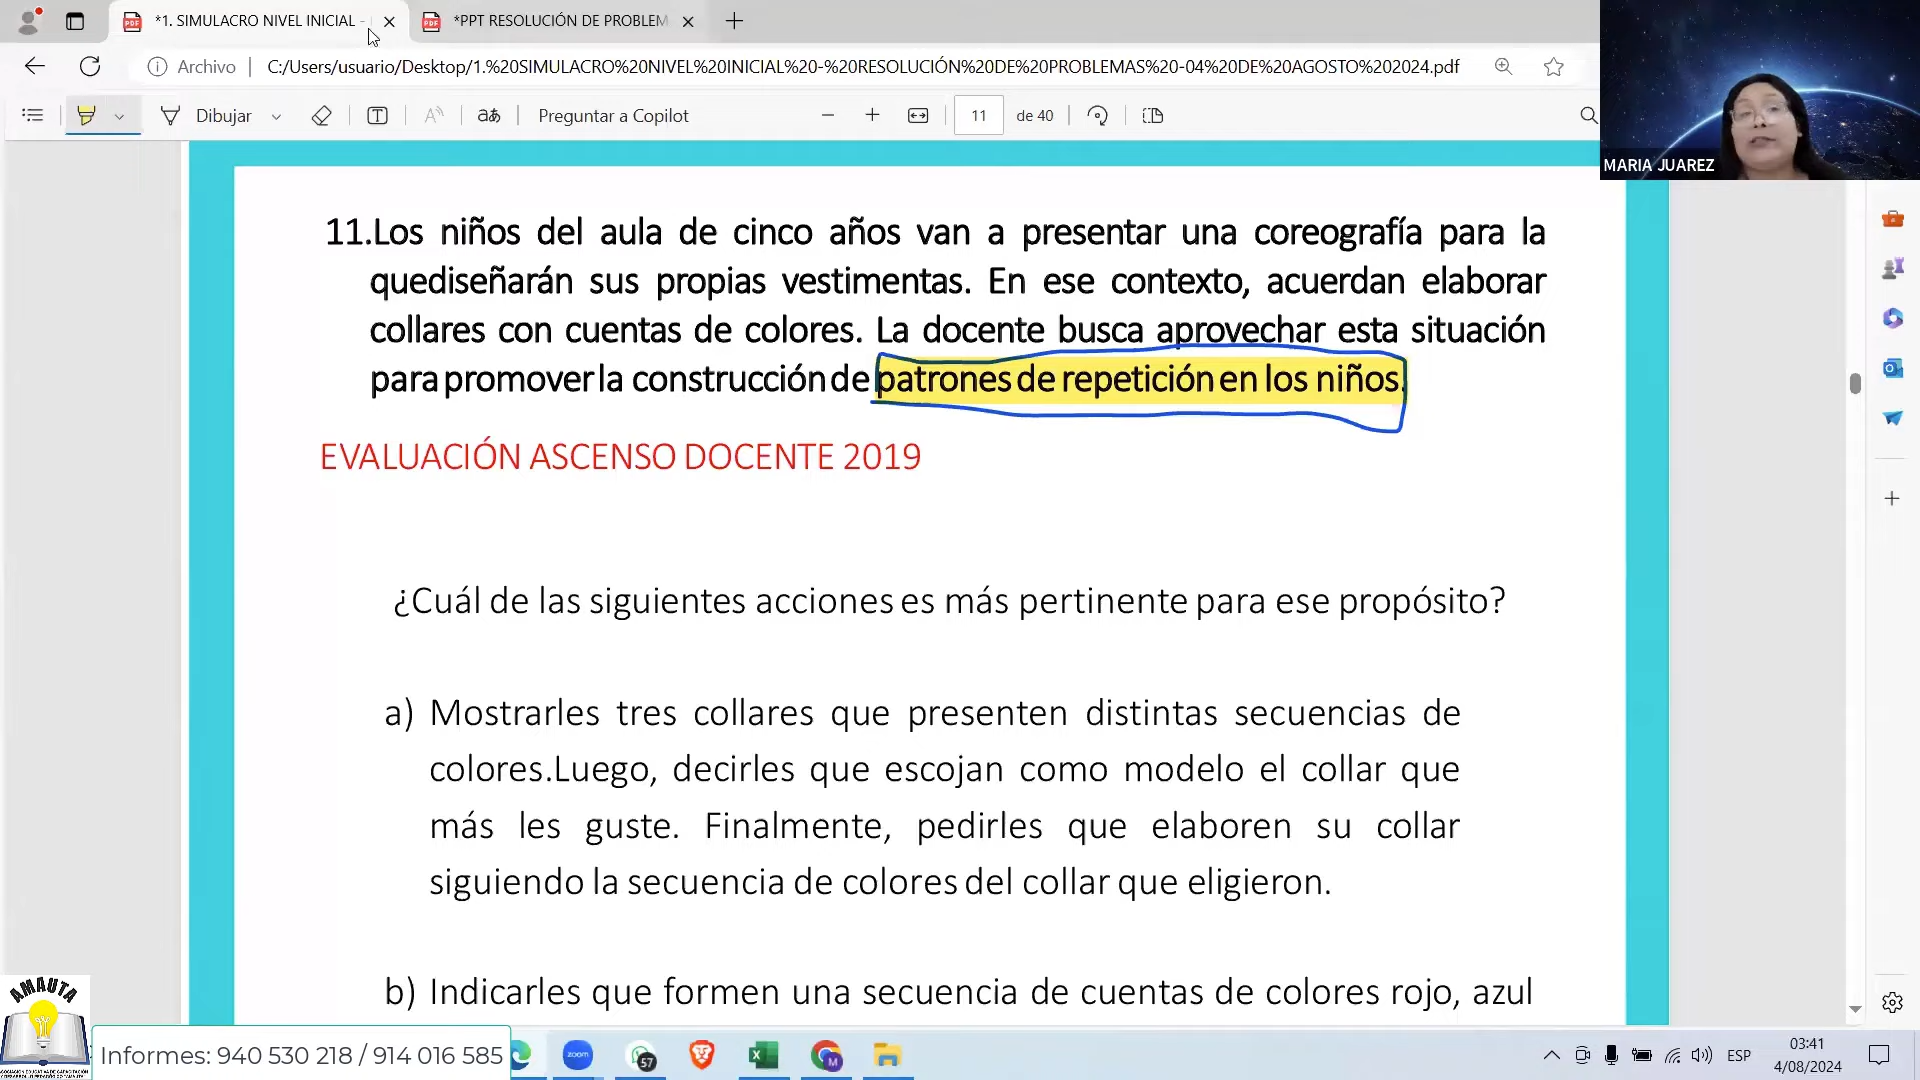 *1. SIMULACRO NIVEL INICIAL -
*PPT RESOLUCIÓN DE PROBLEM
Archivo
C:/Users/usuario/Desktop/1.%20SIMULACRO%20NIVEL%20INICIAL%20-%20RESOLUCIÓN%20DE%20PROBLEMAS%20-04%20DE%20AGOSTO%202024.pdf
Dibujar
Preguntar a Copilot
11
de 40
MARIA JUAREZ
11.Los niños del aula de cinco años van a presentar una coreografía para la
quediseñarán sus propias vestimentas. En ese contexto, acuerdan elaborar
collares con cuentas de colores. La docente busca aprovechar esta situación
para promover la construcción de patrones de repetición en los niños.
EVALUACIÓN ASCENSO DOCENTE 2019
¿Cuál de las siguientes acciones es más pertinente para ese propósito?
a) Mostrarles tres collares que presenten distintas secuencias de
colores.Luego, decirles que escojan como modelo el collar que
más les guste. Finalmente, pedirles que elaboren su collar
siguiendo la secuencia de colores del collar que eligieron.
b) Indicarles que formen una secuencia de cuentas de colores rojo, azul
AMAUTA
Informes: 940 530 218 / 914 016 585
zoom
57
M
ESP
03:41
4/08/2024